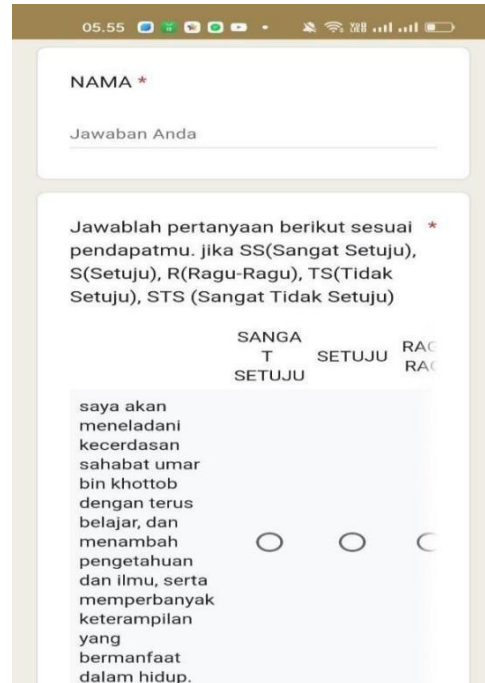 05.55
NAMA *
Jawaban Anda
Jawablah pertanyaan berikut sesuai *
pendapatmu. jika SS(Sangat Setuju),
S(Setuju), R(Ragu-Ragu), TS(Tidak
Setuju), STS (Sangat Tidak Setuju)
SANGA
T
SETUJU
SETUJU
RAG
RAG
saya akan
meneladani
kecerdasan
sahabat umar
bin khottob
dengan terus
belajar, dan
menambah
pengetahuan
dan ilmu, serta
memperbanyak
keterampilan
yang
bermanfaat
dalam hidup.